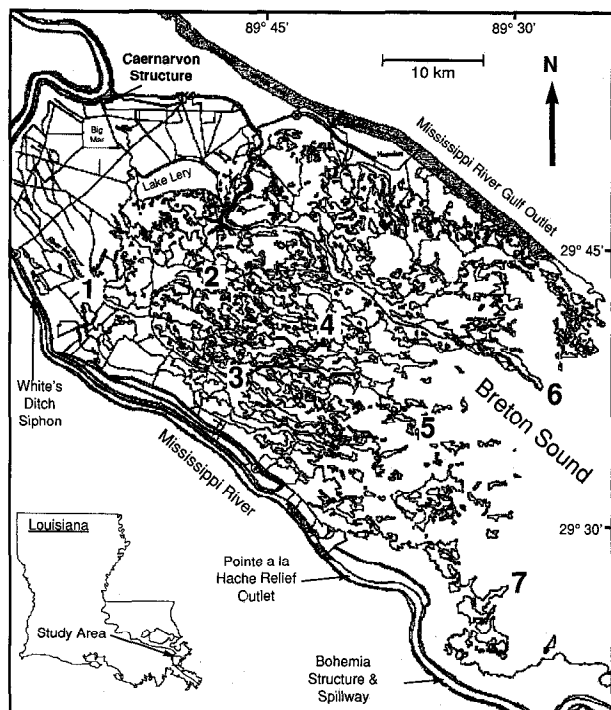 89° 45'
89° 30'
Caernarvon
Structure
10 km
N
Big
Mar
Lake Lery
Mississippi River Gulf Outlet
29° 45'
1
2
4
3
White's
Ditch
Siphon
6
5
Breton Sound
Mississippi River
29° 30'
Louisiana
Pointe a la
Hache Relief
Outlet
7
Study Area
Bohemia
Structure &
Spillway